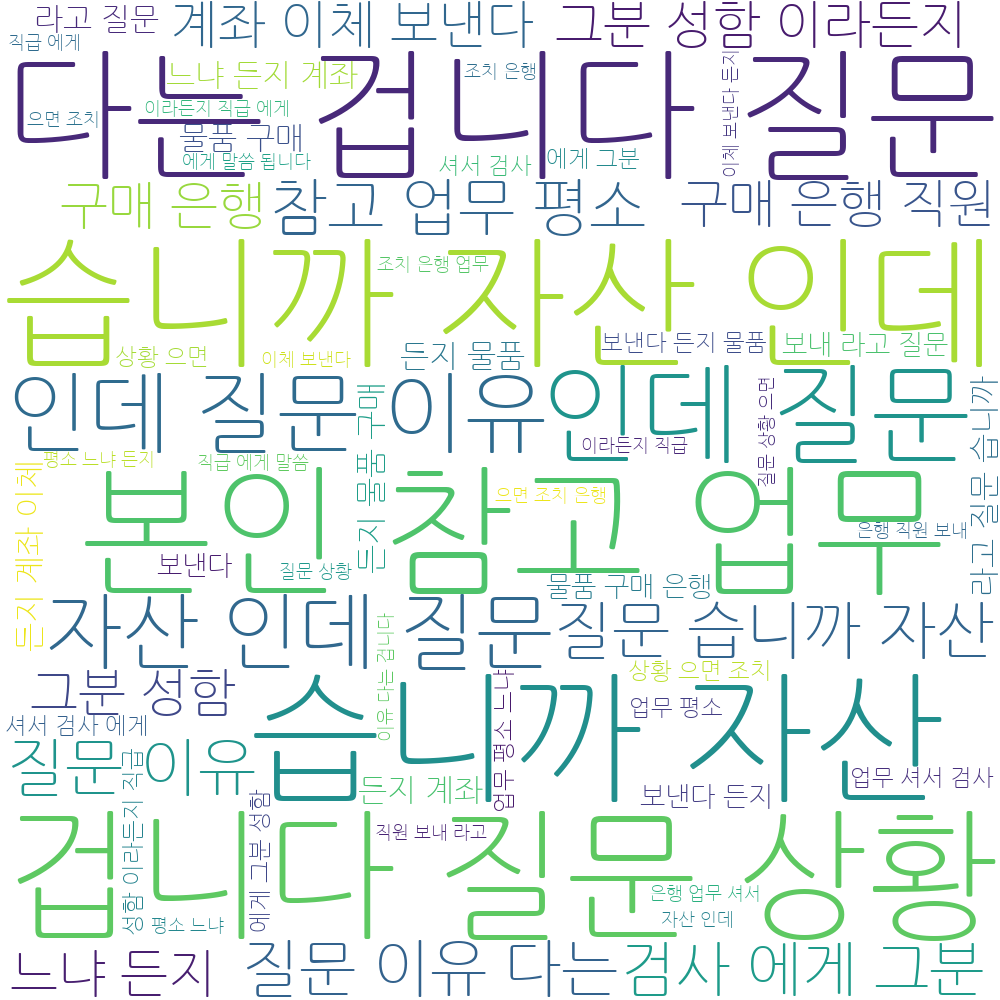 라고 질문
계좌 이체 보낸다
그분 성함 이라든지
직급 에게
다는 겁니다 질문
느냐 든지 계좌
조치 은행
이체 보낸다 든지
이라든지 직급 에게
으면 조치
물품 구매
에게 말씀 됩니다
셔서 검사
에게 그분
구매 은행
참고 업무 평소
구매 은행 직원
습니까 자산 인데
조치 은행 업무
상황 으면
이체 보낸다
든지 물품
보낸다 든지 물품
보내 라고 질문
인데 질문 이유
인데 질문
든지 물품 구매
질문 상황 으면
라고 질문 습니까
이라든지 직급
평소 느냐 든지
직급 에게 말씀
든지 계좌 이체
본인 참고 업무
으면 조치 은행
은행 직원 보내
보낸다
질문 상황
물품 구매 은행
자산 인데 질문
질문 습니까 자산
이유 다는 겁니다
그분 성함
습니까 자산
상황 으면 조치
업무 평소 느냐
업무 평소
셔서 검사 에게
질문 이유
성함 이라든지 직급
든지 계좌
보낸다 든지
업무 셔서 검사
에게 그분 성함
겁니다 질문 상황
직원 보내 라고
은행 업무 셔서
평소 느냐
자산 인데
느냐 든지
질문 이유 다는
검사 에게 그분